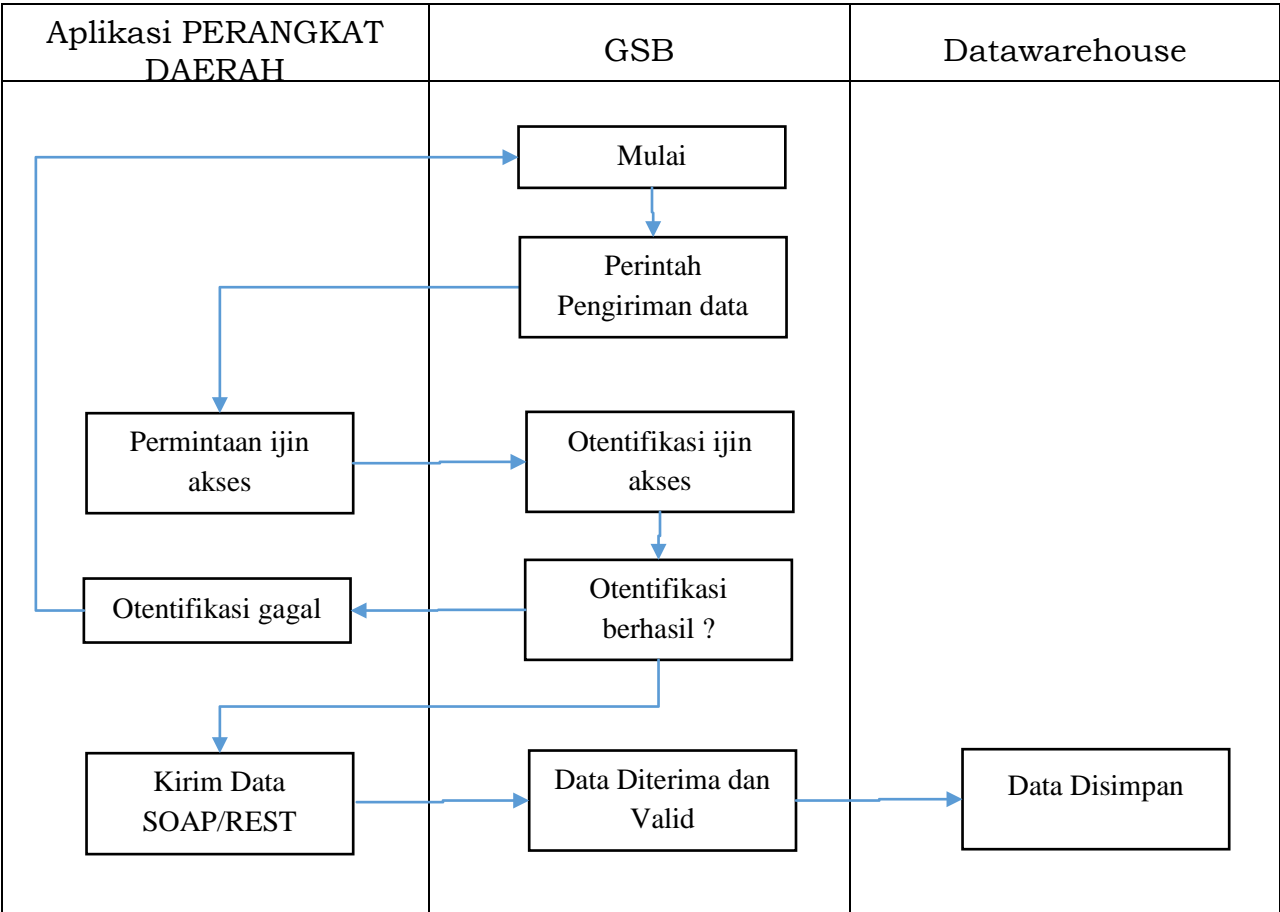 Aplikasi PERANGKAT
DAERAH
GSB
Datawarehouse
Mulai
Perintah
Pengiriman data
Permintaan ijin
akses
Otentifikasi ijin
akses
Otentifikasi gagal
Otentifikasi
berhasil ?
Kirim Data
SOAP/REST
Data Diterima dan
Valid
Data Disimpan